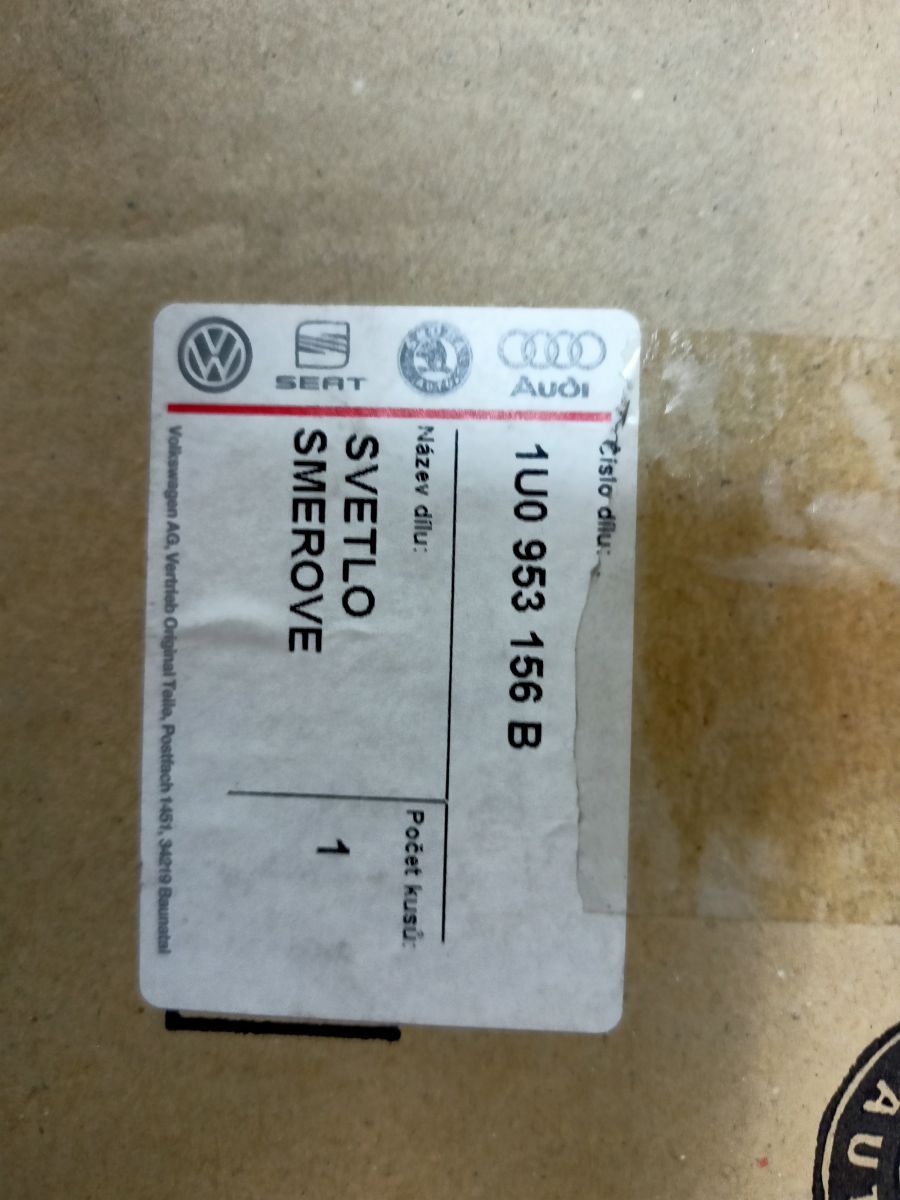 SEAT
Audi
Číslo dílu:
1U0 953 156 B
Název dílu:
SVETLO
SMEROVE
Počet kusů:
1
Volkswagen AG, Vertrieb Original Teile, Postfach 1451, 34219 Baunatal